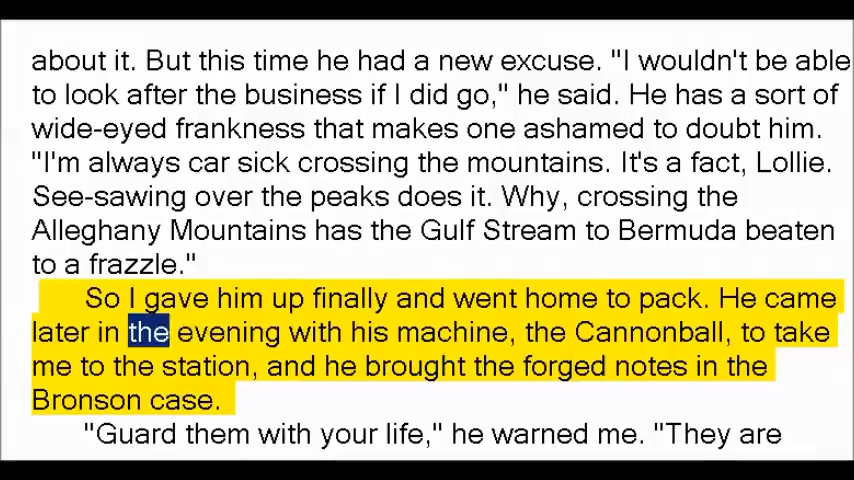 about it. But this time he had a new excuse. "I wouldn't be able
to look after the business if I did go," he said. He has a sort of
wide-eyed frankness that makes one ashamed to doubt him.
"I'm always car sick crossing the mountains. It's a fact, Lollie.
See-sawing over the peaks does it. Why, crossing the
Alleghany Mountains has the Gulf Stream to Bermuda beaten
to a frazzle."
So I gave him up finally and went home to pack. He came
later in the evening with his machine, the Cannonball, to take
me to the station, and he brought the forged notes in the
Bronson case.
"Guard them with your life," he warned me. "They are